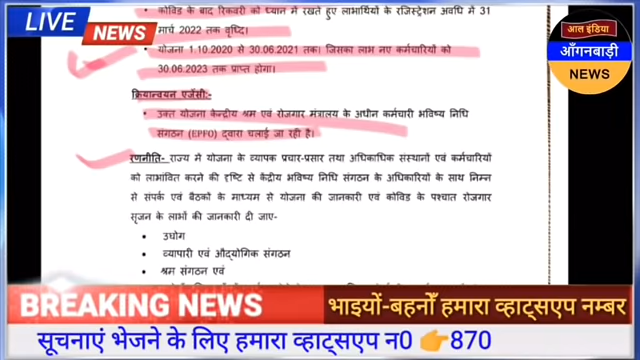 LIVE NEWS
आल इंडिया
ऑंगनबाड़ी
NEWS
कोविड के बाद रिकवरी को ध्यान में रखते हुए लाभार्थियों के रजिस्ट्रेशन अवधि में 31
मार्च 2022 तक वृध्दि।
योजना 1.10.2020 से 30.06.2021 तक। जिसका लाभ नए कर्मचारियों को
30.06.2023 तक प्राप्त होगा।
क्रियान्वयन एजेंसी:-
उक्त योजना केन्द्रीय श्रम एवं रोजगार मंत्रालय के अधीन कर्मचारी भविष्य निधि
संगठन (EPFO) द्वारा चलाई जा रही है।
रणनीति- राज्य मे योजना के व्यापक प्रचार-प्रसार तथा अधिकाधिक संस्थानों एवं कर्मचारियों
को लाभांवित करने की दृष्टि से केंद्रीय भविष्य निधि संगठन के अधिकारियों के साथ निम्न
से संपर्क एवं बैठकों के माध्यम से योजना की जानकारी एवं कोविड के पश्चात रोजगार
सृजन के लाभों की जानकारी दी जाए-
उघोग
व्यापारी एवं औद्योगिक संगठन
श्रम संगठन एवं
BREAKING NEWS
भाइयों-बहनोँ हमारा व्हाट्सएप नम्बर
सूचनाएं भेजने के लिए हमारा व्हाट्सएप न0 👉870